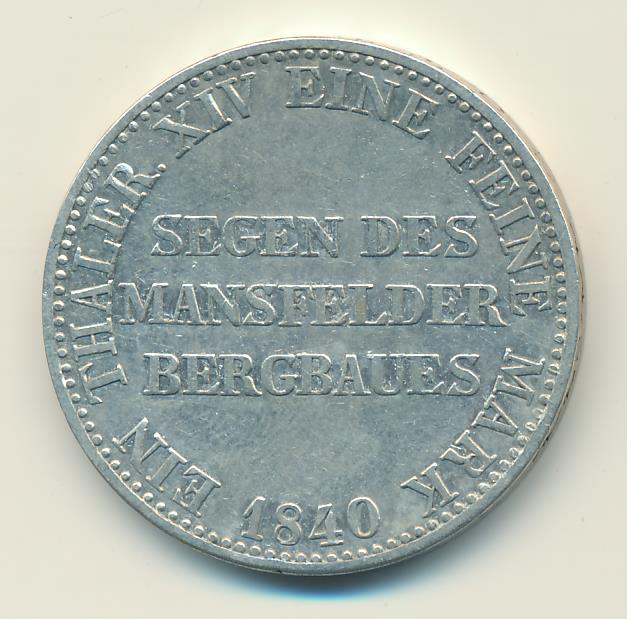 EIN THALER. XIV EINE FEINE MARK
SEGEN DES
MANSFELDER
BERGBAUES
1840